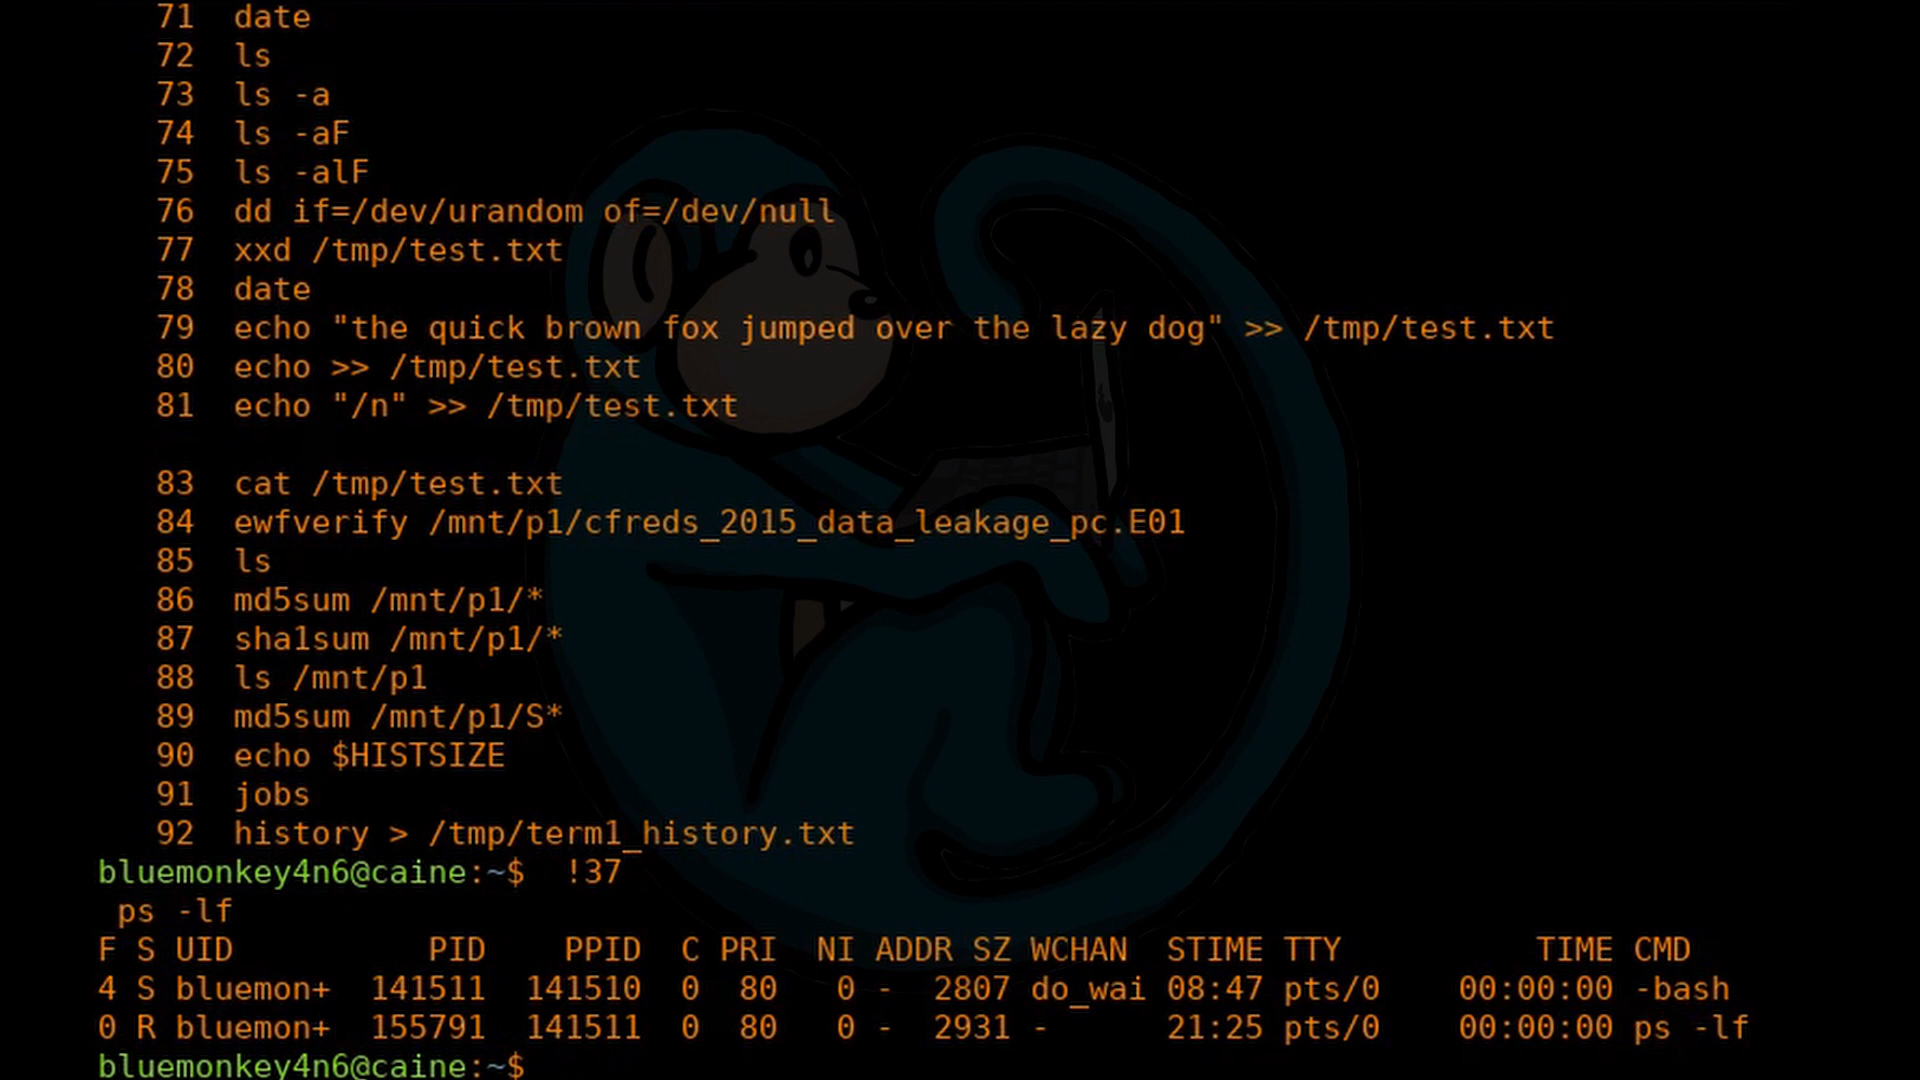 71 date
72 ls
73 ls -a
74 ls -aF
75 ls -alF
76 dd if=/dev/urandom of=/dev/null
77 xxd /tmp/test.txt
78 date
79 echo "the quick brown fox jumped over the lazy dog" >> /tmp/test.txt
80 echo >> /tmp/test.txt
81 echo "/n" >> /tmp/test.txt
83 cat /tmp/test.txt
84 ewfverify /mnt/p1/cfreds_2015_data_leakage_pc.E01
85 ls
86 md5sum /mnt/p1/*
87 sha1sum /mnt/p1/*
88 ls /mnt/p1
89 md5sum /mnt/p1/S*
90 echo $HISTSIZE
91 jobs
92 history > /tmp/term1_history.txt
bluemonkey4n6@caine:~$ !37
ps -lf
F S UID PID PPID C PRI NI ADDR SZ WCHAN STIME TTY TIME CMD
4 S bluemon+ 141511 141510 0 80 0 - 2807 do_wai 08:47 pts/0 00:00:00 -bash
0 R bluemon+ 155791 141511 0 80 0 - 2931 - 21:25 pts/0 00:00:00 ps -lf
bluemonkey4n6@caine:~$